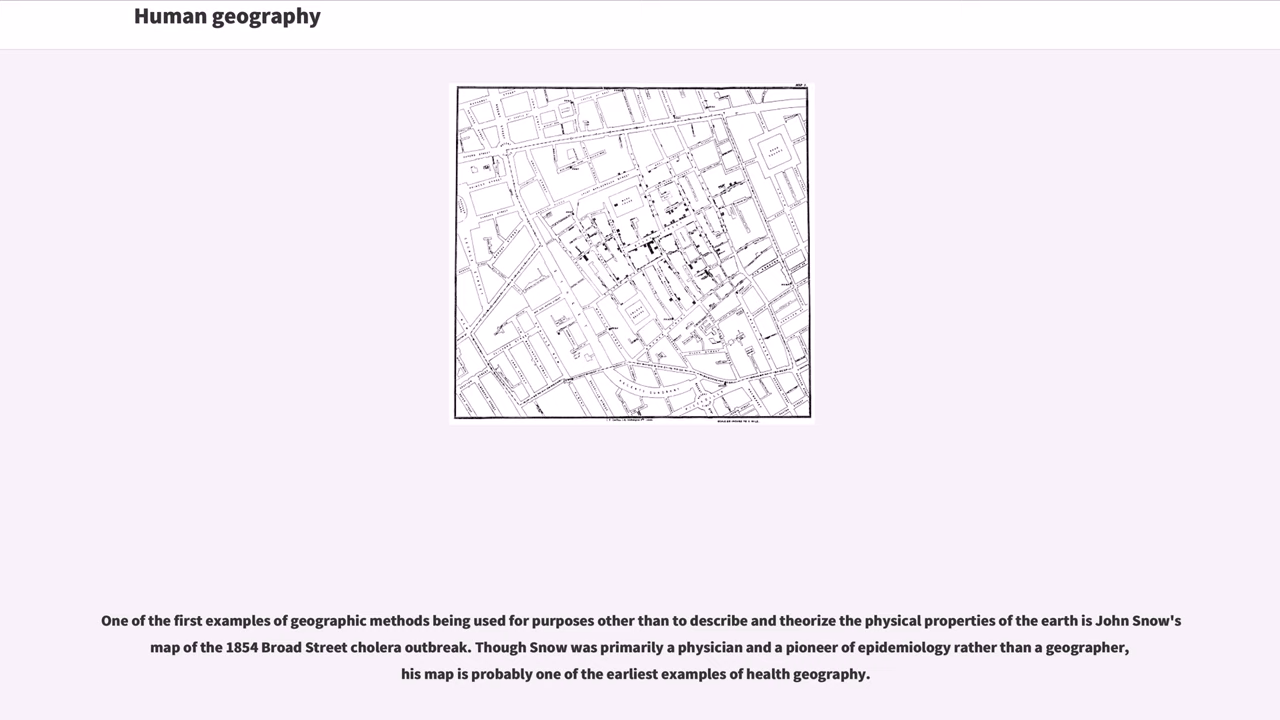 Human geography
One of the first examples of geographic methods being used for purposes other than to describe and theorize the physical properties of the earth is John Snow's
map of the 1854 Broad Street cholera outbreak. Though Snow was primarily a physician and a pioneer of epidemiology rather than a geographer,
his map is probably one of the earliest examples of health geography.